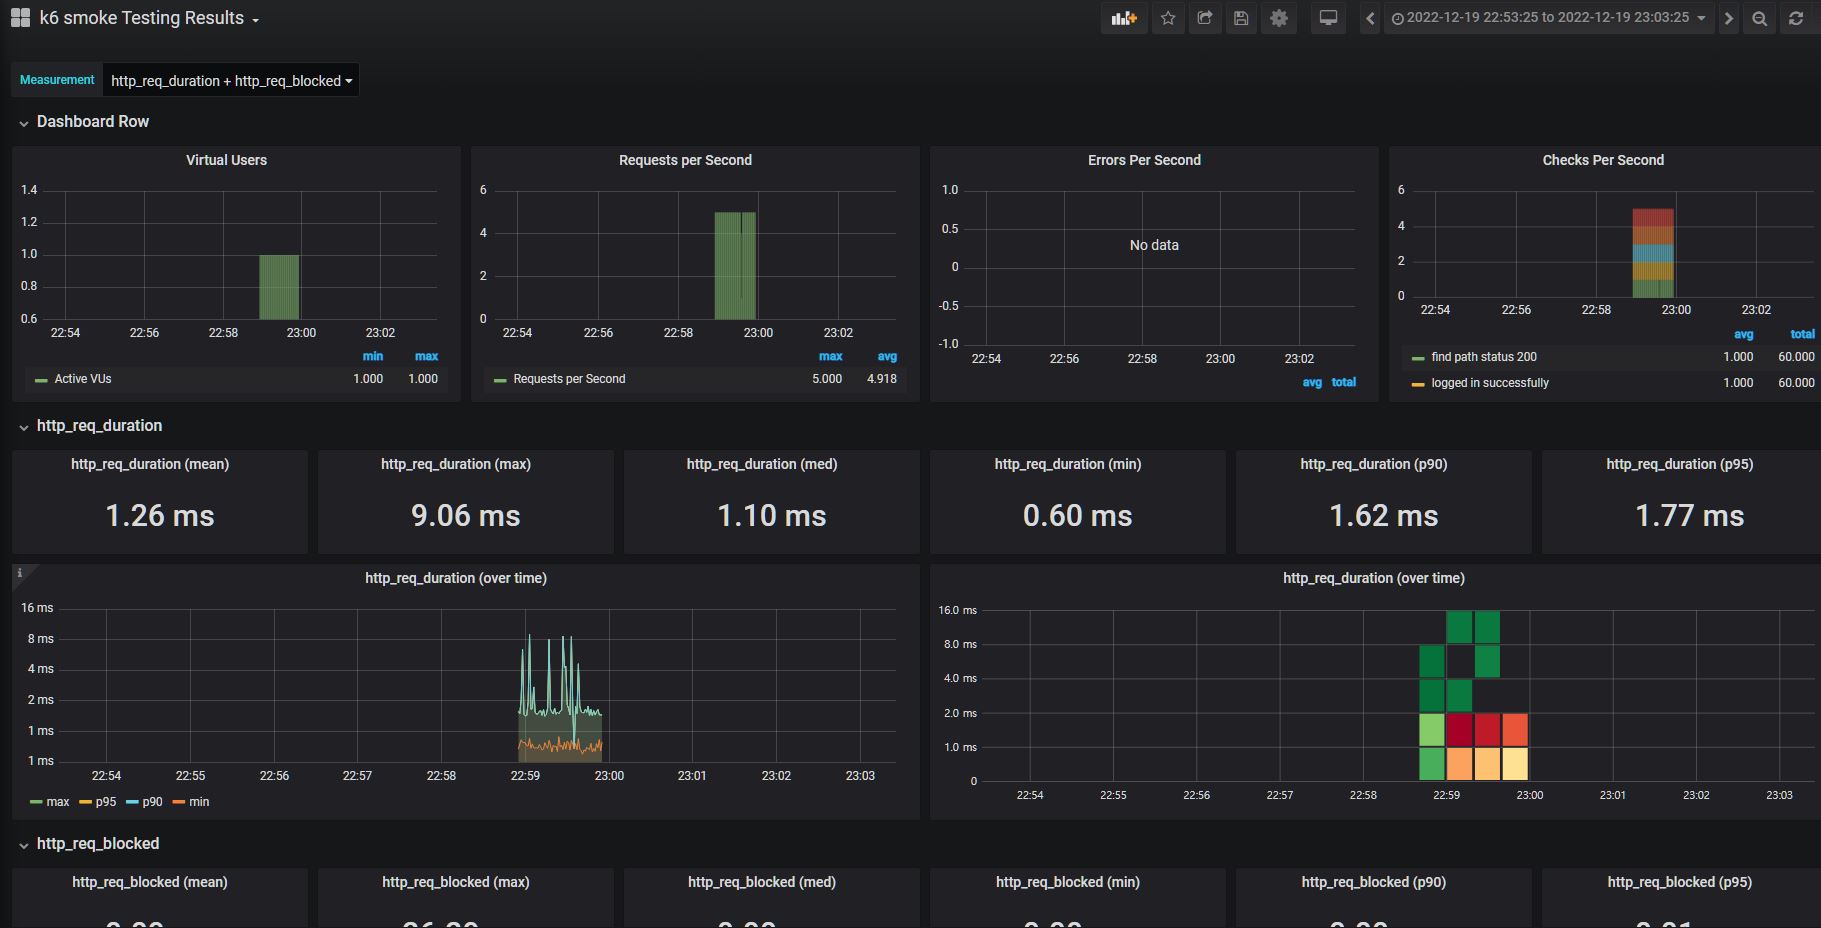 k6 smoke Testing Results
2022-12-19 22:53:25 to 2022-12-19 23:03:25
Measurement http_req_duration + http_req_blocked
Dashboard Row
Virtual Users
1.4
1.2
1.0
0.8
0.6
22:54 22:56 22:58 23:00 23:02
min max
Active VUs 1.000 1.000
Requests per Second
6
4
2
0
22:54 22:56 22:58 23:00 23:02
max avg
Requests per Second 5.000 4.918
Errors Per Second
1.0
0.5
No data
0
-0.5
-1.0
22:54 22:56 22:58 23:00 23:02
avg total
Checks Per Second
6
4
2
0
22:54 22:56 22:58 23:00 23:02
avg total
find path status 200 1.000 60.000
logged in successfully 1.000 60.000
http_req_duration
http_req_duration (mean)
1.26 ms
http_req_duration (max)
9.06 ms
http_req_duration (med)
1.10 ms
http_req_duration (min)
0.60 ms
http_req_duration (p90)
1.62 ms
http_req_duration (p95)
1.77 ms
i
http_req_duration (over time)
16 ms
8 ms
4 ms
2 ms
1 ms
1 ms
22:54 22:55 22:56 22:57 22:58 22:59 23:00 23:01 23:02 23:03
max p95 p90 min
http_req_duration (over time)
16.0 ms
8.0 ms
4.0 ms
2.0 ms
1.0 ms
0
22:54 22:55 22:56 22:57 22:58 22:59 23:00 23:01 23:02 23:03
http_req_blocked
http_req_blocked (mean)
http_req_blocked (max)
http_req_blocked (med)
http_req_blocked (min)
http_req_blocked (p90)
http_req_blocked (p95)